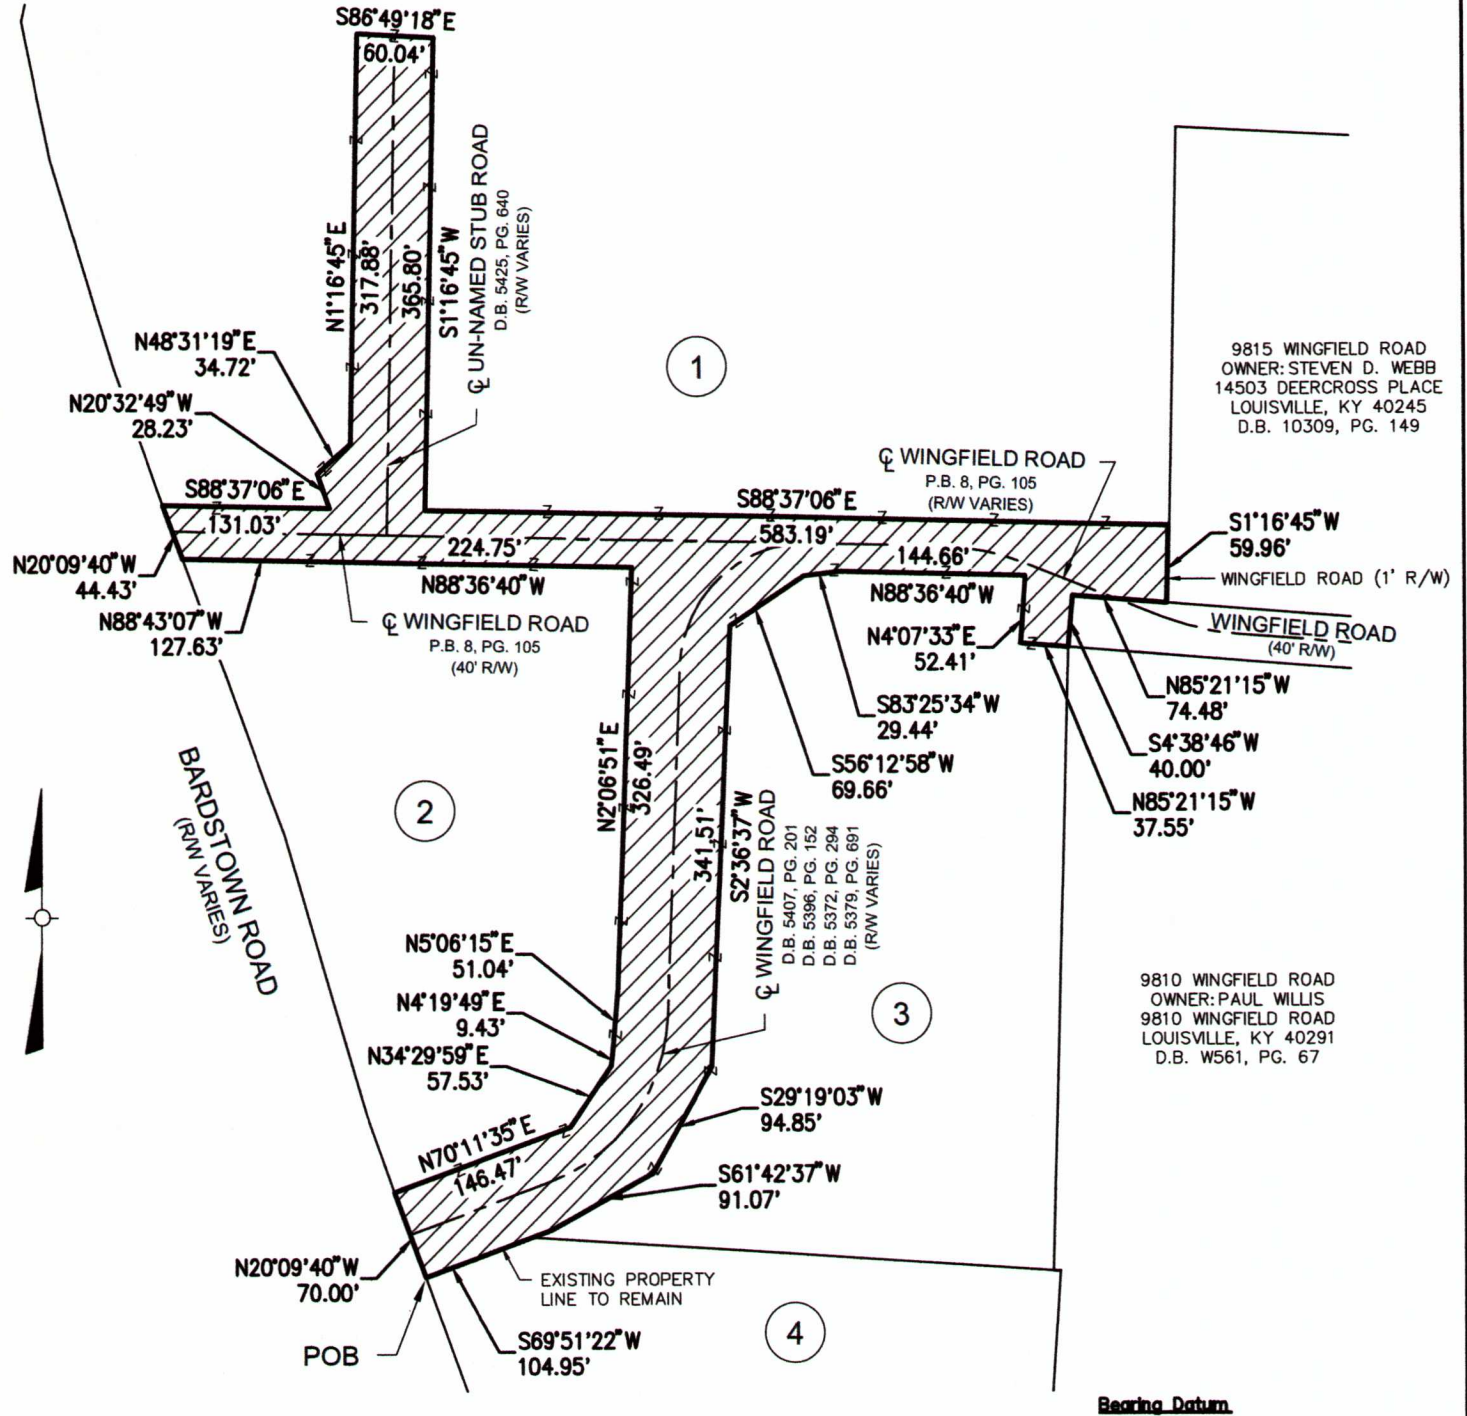 S86°49'18"E
60.04'
N1°16'45"E
317.88'
365.80'
S1°16'45"W
℄ UN-NAMED STUB ROAD
D.B. 5425, PG. 640
(R/W VARIES)
N48°31'19"E
34.72'
N20°32'49"W
28.23'
S88°37'06"E
131.03'
N20°09'40"W
44.43'
N88°43'07"W
127.63'
224.75'
N88°36'40"W
℄ WINGFIELD ROAD
P.B. 8, PG. 105
(40' R/W)
1
℄ WINGFIELD ROAD
P.B. 8, PG. 105
(R/W VARIES)
S88°37'06"E
583.19'
144.66'
N88°36'40"W
9815 WINGFIELD ROAD
OWNER: STEVEN D. WEBB
14503 DEERCROSS PLACE
LOUISVILLE, KY 40245
D.B. 10309, PG. 149
S1°16'45"W
59.96'
WINGFIELD ROAD (1' R/W)
WINGFIELD ROAD
(40' R/W)
N4°07'33"E
52.41'
N85°21'15"W
74.48'
S4°38'46"W
40.00'
N85°21'15"W
37.55'
S83°25'34"W
29.44'
S56°12'58"W
69.66'
BARDSTOWN ROAD
(R/W VARIES)
2
N2°06'51"E
326.49'
341.51'
S2°36'37"W
℄ WINGFIELD ROAD
D.B. 5407, PG. 201
D.B. 5396, PG. 152
D.B. 5372, PG. 294
D.B. 5379, PG. 691
(R/W VARIES)
N5°06'15"E
51.04'
N4°19'49"E
9.43'
N34°29'59"E
57.53'
3
9810 WINGFIELD ROAD
OWNER: PAUL WILLIS
9810 WINGFIELD ROAD
LOUISVILLE, KY 40291
D.B. W561, PG. 67
S29°19'03"W
94.85'
N70°11'35"E
146.47'
S61°42'37"W
91.07'
N20°09'40"W
70.00'
EXISTING PROPERTY
LINE TO REMAIN
POB
S69°51'22"W
104.95'
4
Bearing Datum